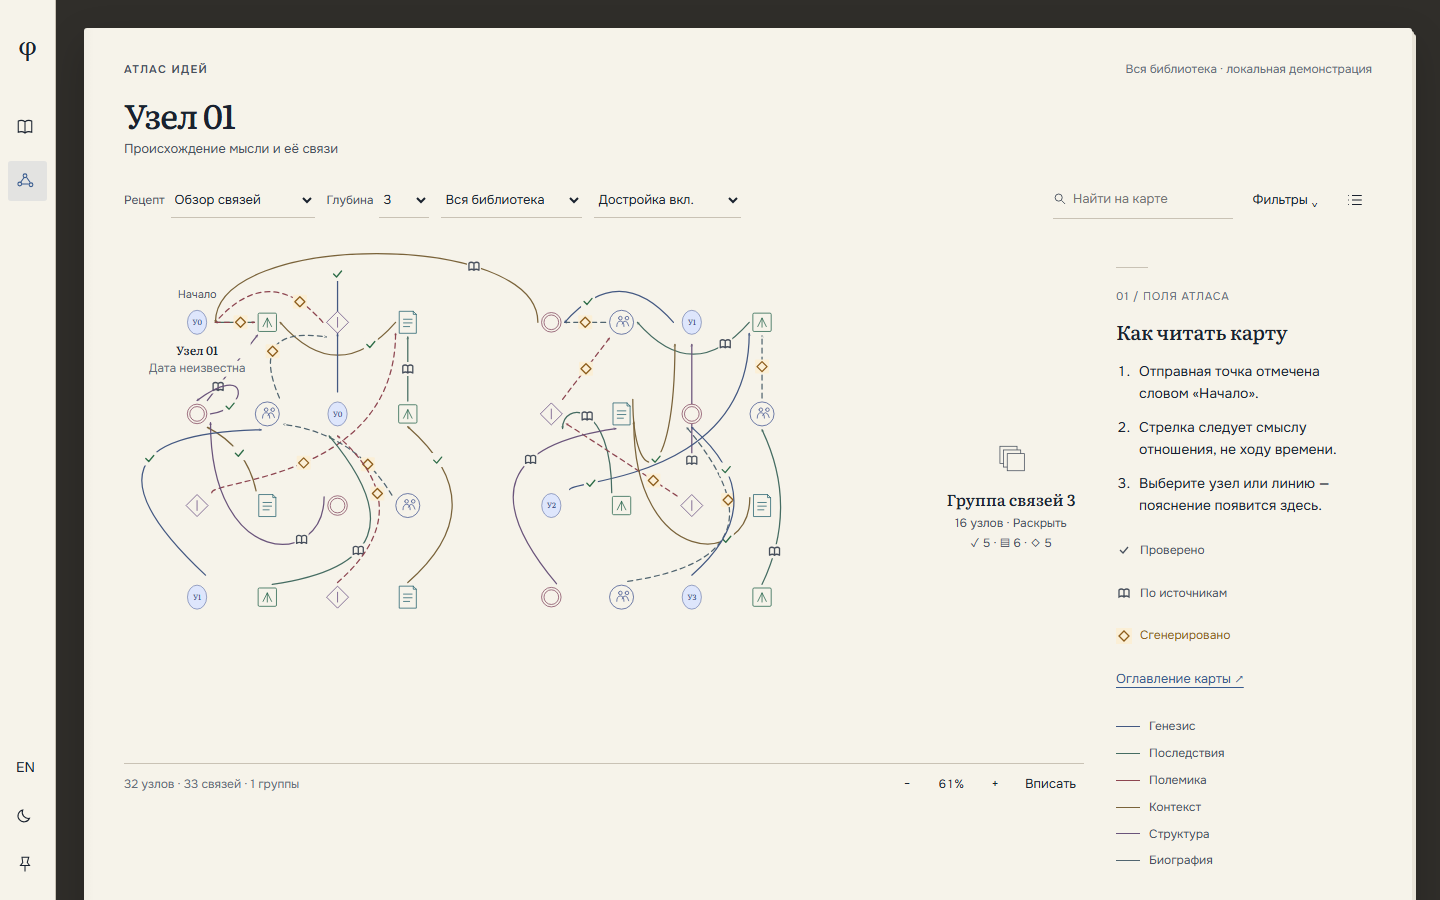 φ
АТЛАС ИДЕЙ
Вся библиотека · локальная демонстрация
Узел 01
Происхождение мысли и её связи
Рецепт Обзор связей Глубина 3 Вся библиотека Достройка вкл.
Найти на карте Фильтры
Начало
У0
У1
Узел 01
Дата неизвестна
У0
У2
У1
У3
Группа связей 3
16 узлов · Раскрыть
✓ 5 · ▤ 6 · ◇ 5
01 / ПОЛЯ АТЛАСА
Как читать карту
1. Отправная точка отмечена
словом «Начало».
2. Стрелка следует смыслу
отношения, не ходу времени.
3. Выберите узел или линию —
пояснение появится здесь.
Проверено
По источникам
Сгенерировано
Оглавление карты ↗
Генезис
Последствия
Полемика
Контекст
Структура
Биография
32 узлов · 33 связей · 1 группы
− 61% + Вписать
EN